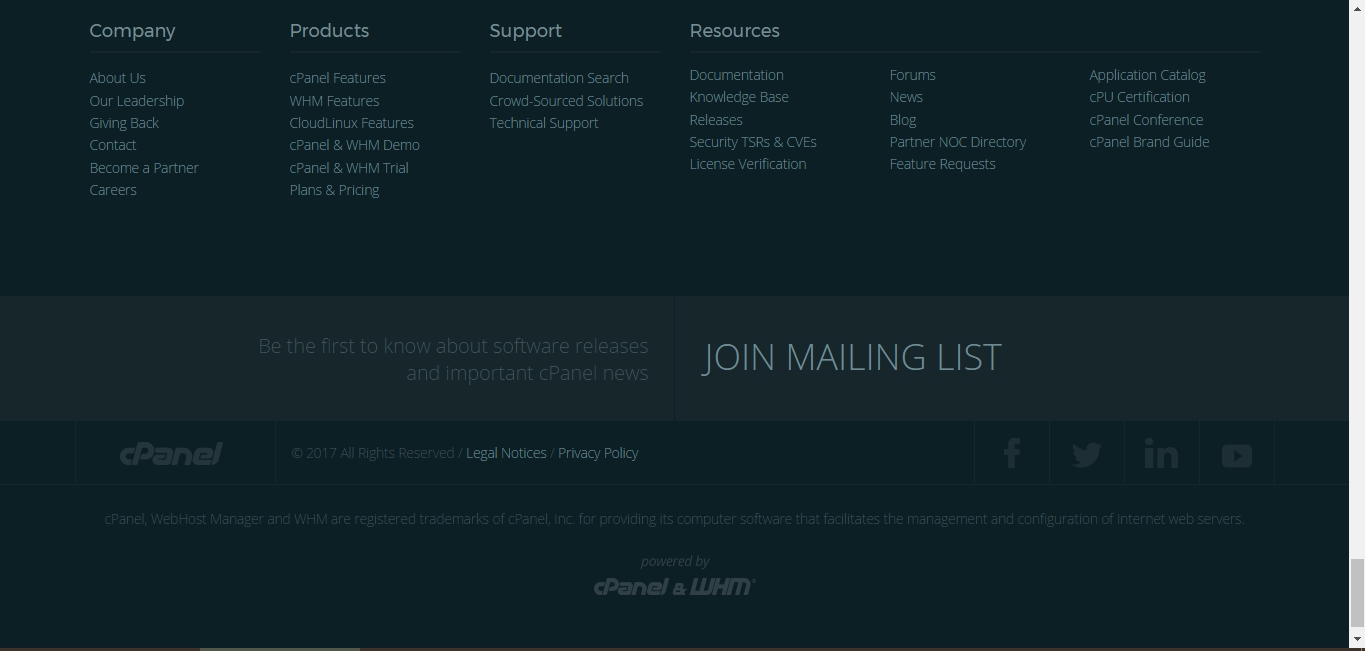 Company
About Us
Our Leadership
Giving Back
Contact
Become a Partner
Careers
Products
cPanel Features
WHM Features
CloudLinux Features
cPanel & WHM Demo
cPanel & WHM Trial
Plans & Pricing
Support
Documentation Search
Crowd-Sourced Solutions
Technical Support
Resources
Documentation
Knowledge Base
Releases
Security TSRs & CVEs
License Verification
Forums
News
Blog
Partner NOC Directory
Feature Requests
Application Catalog
cPU Certification
cPanel Conference
cPanel Brand Guide
Be the first to know about software releases
and important cPanel news
JOIN MAILING LIST
cPanel
© 2017 All Rights Reserved / Legal Notices / Privacy Policy
f
in
cPanel, WebHost Manager and WHM are registered trademarks of cPanel, Inc. for providing its computer software that facilitates the management and configuration of Internet web servers.
powered by
cPanel & WHM®